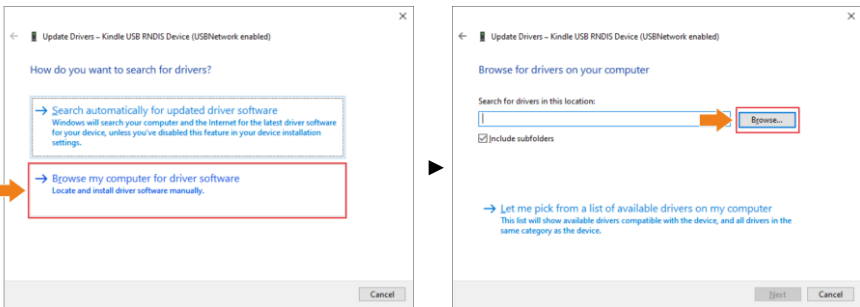 Update Drivers – Kindle USB RNDIS Device (USBNetwork enabled)
How do you want to search for drivers?
Search automatically for updated driver software
Windows will search your computer and the Internet for the latest driver software
for your device, unless you've disabled this feature in your device installation
settings.
Browse my computer for driver software
Locate and install driver software manually.
Cancel
Update Drivers – Kindle USB RNDIS Device (USBNetwork enabled)
Browse for drivers on your computer
Search for drivers in this location:
Browse...
Include subfolders
Let me pick from a list of available drivers on my computer
This list will show available drivers compatible with the device, and all drivers in the
same category as the device.
Next Cancel